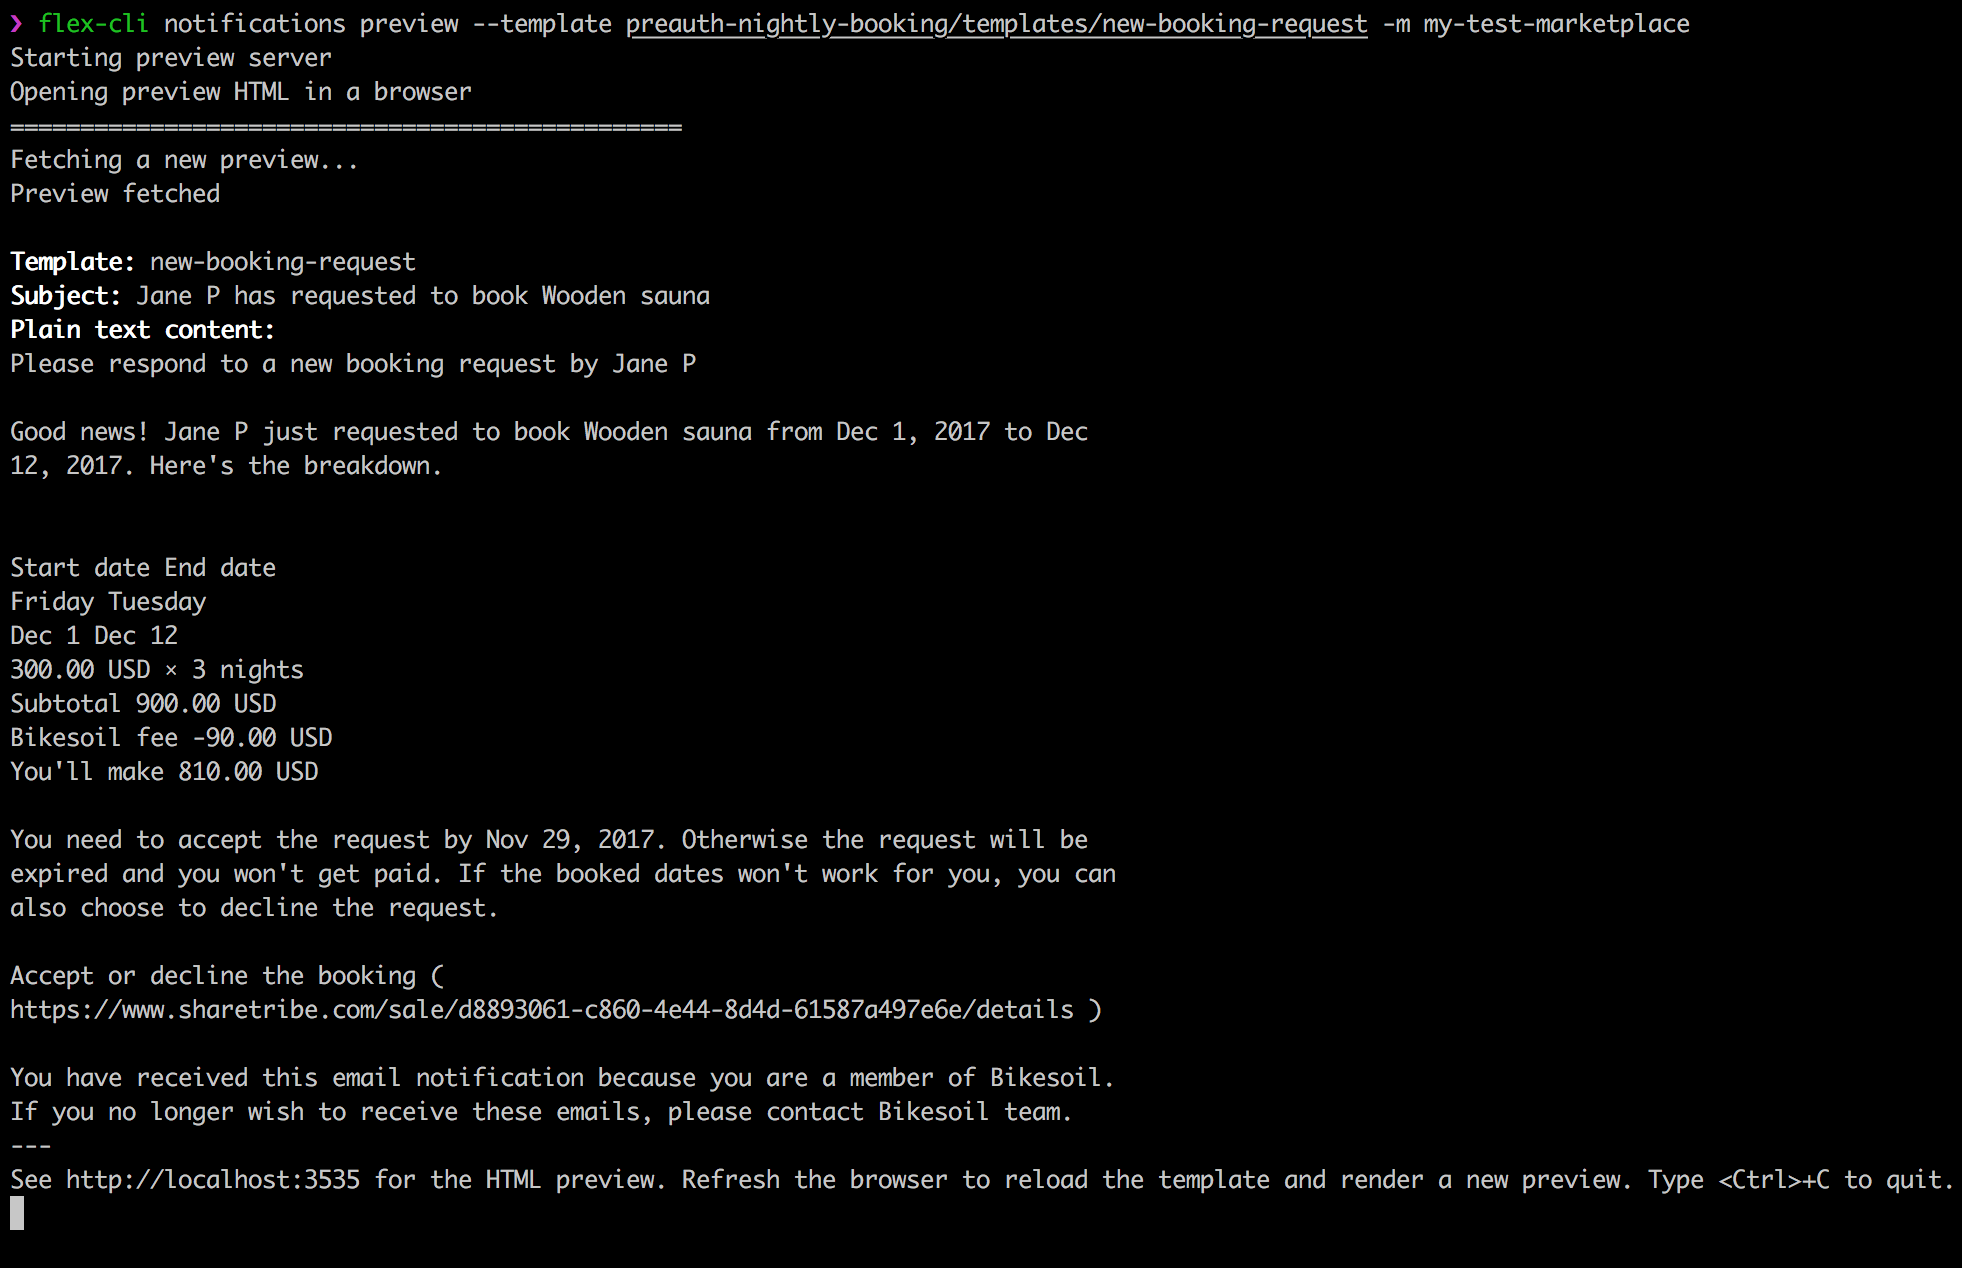 ❯ flex-cli notifications preview --template preauth-nightly-booking/templates/new-booking-request -m my-test-marketplace
Starting preview server
Opening preview HTML in a browser
================================================
Fetching a new preview...
Preview fetched
Template: new-booking-request
Subject: Jane P has requested to book Wooden sauna
Plain text content:
Please respond to a new booking request by Jane P
Good news! Jane P just requested to book Wooden sauna from Dec 1, 2017 to Dec
12, 2017. Here's the breakdown.
Start date End date
Friday Tuesday
Dec 1 Dec 12
300.00 USD × 3 nights
Subtotal 900.00 USD
Bikesoil fee -90.00 USD
You'll make 810.00 USD
You need to accept the request by Nov 29, 2017. Otherwise the request will be
expired and you won't get paid. If the booked dates won't work for you, you can
also choose to decline the request.
Accept or decline the booking (
https://www.sharetribe.com/sale/d8893061-c860-4e44-8d4d-61587a497e6e/details )
You have received this email notification because you are a member of Bikesoil.
If you no longer wish to receive these emails, please contact Bikesoil team.
---
See http://localhost:3535 for the HTML preview. Refresh the browser to reload the template and render a new preview. Type <Ctrl>+C to quit.